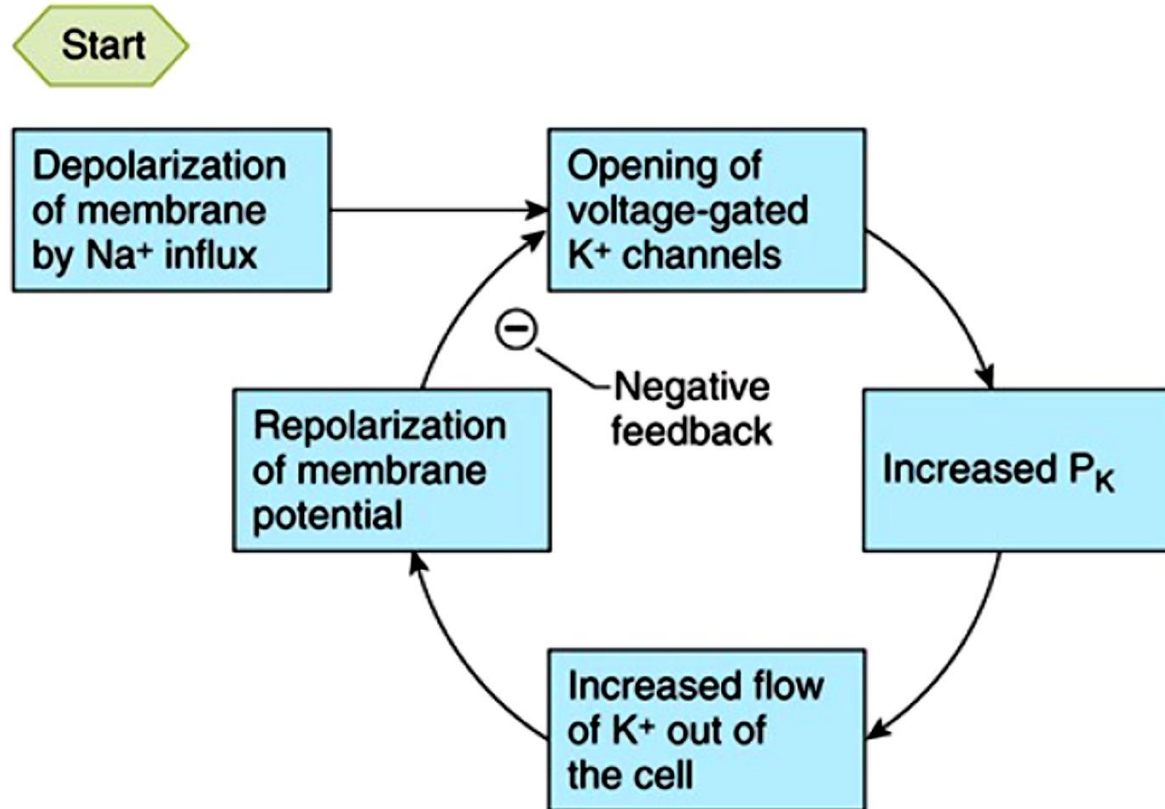 Start
Depolarization
of membrane
by Na⁺ influx
Opening of
voltage-gated
K⁺ channels
−
Negative
feedback
Repolarization
of membrane
potential
Increased Pₖ
Increased flow
of K⁺ out of
the cell